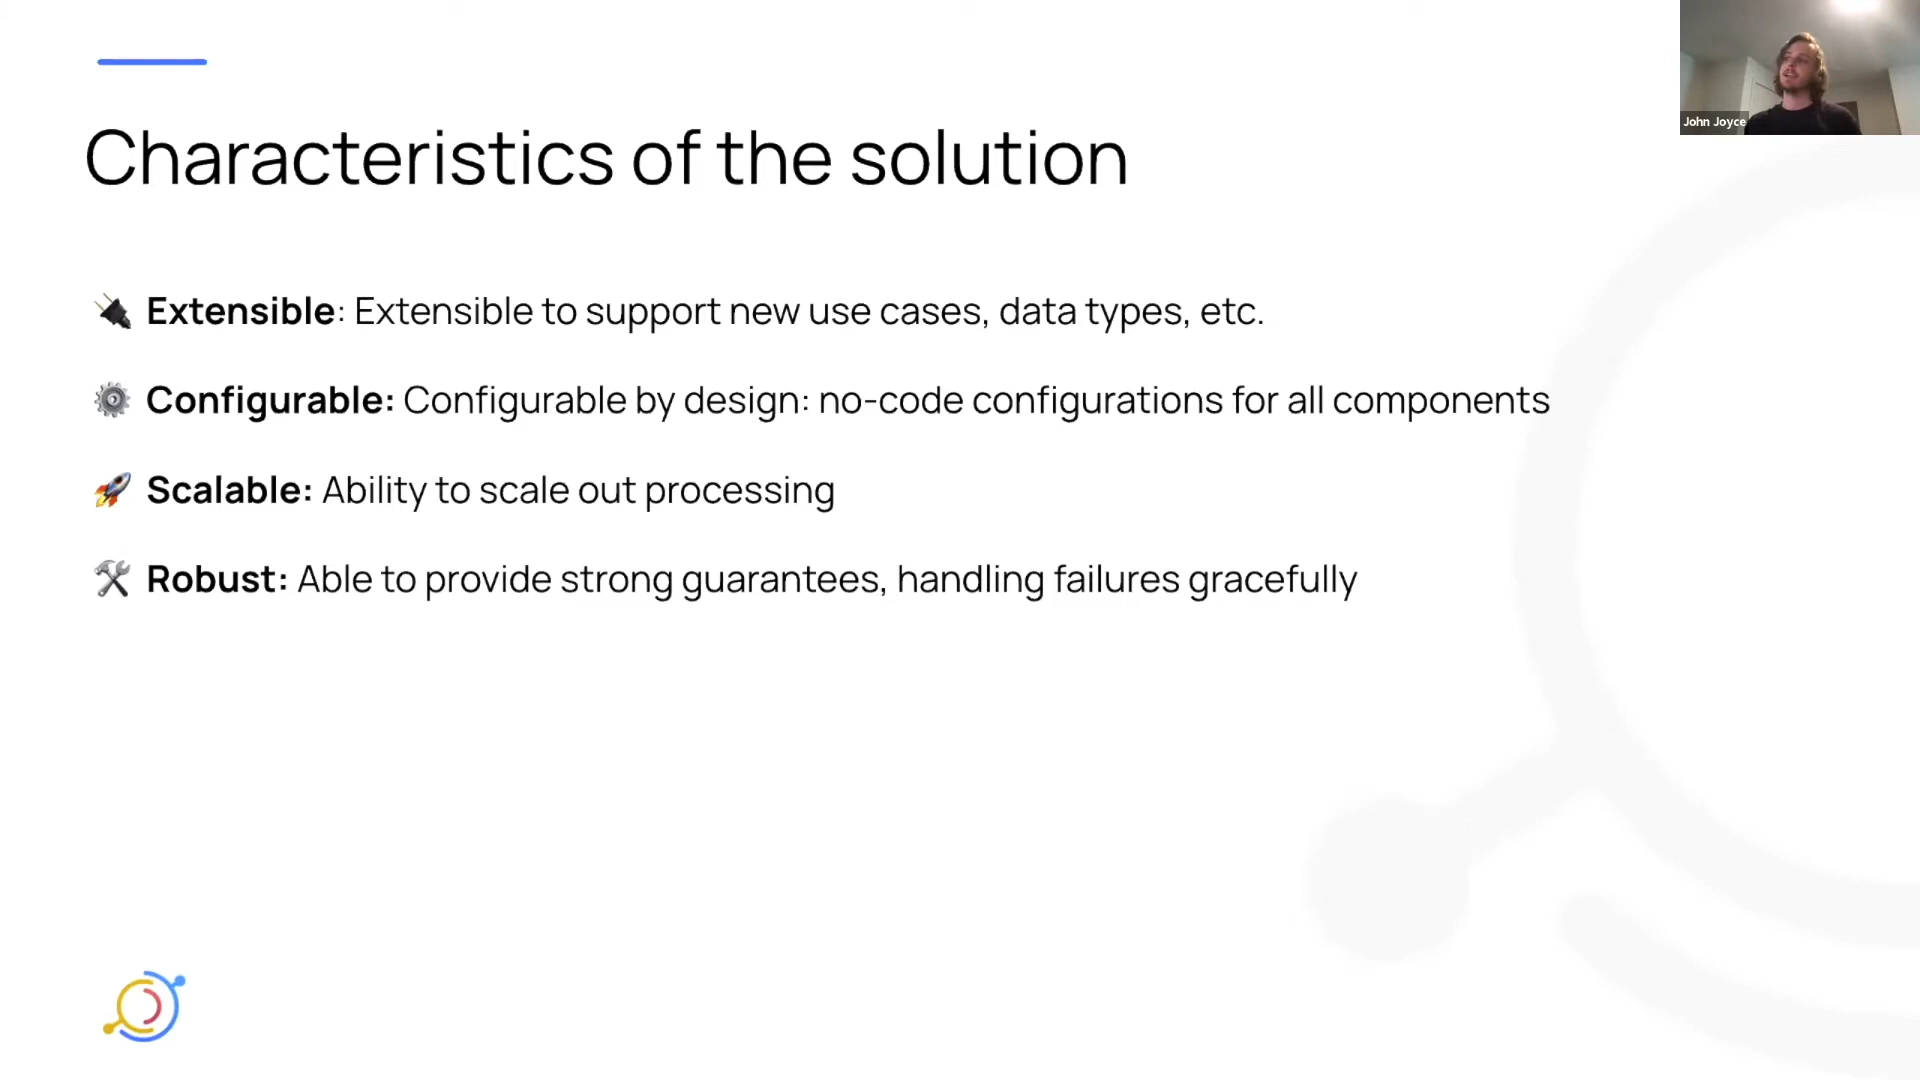 John Joyce
Characteristics of the solution
Extensible: Extensible to support new use cases, data types, etc.
Configurable: Configurable by design: no-code configurations for all components
Scalable: Ability to scale out processing
Robust: Able to provide strong guarantees, handling failures gracefully